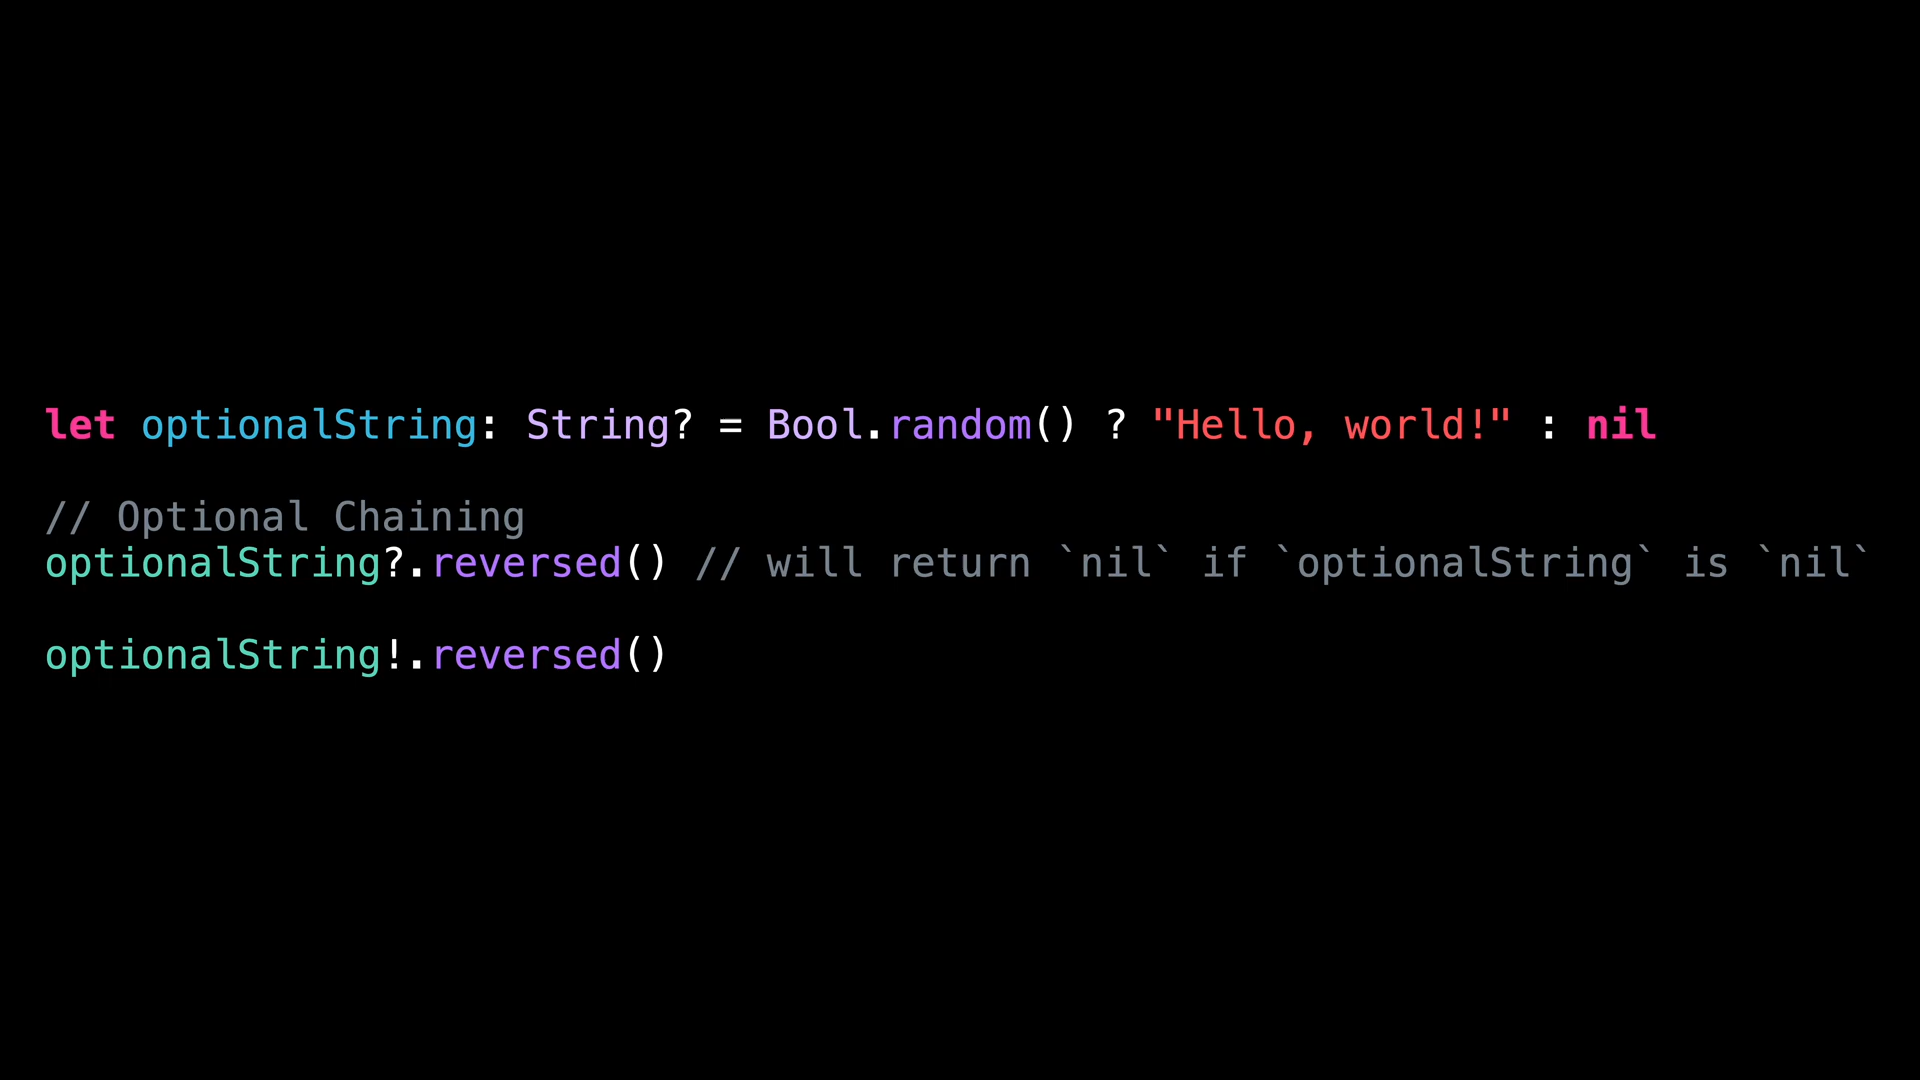 let optionalString: String? = Bool.random() ? "Hello, world!" : nil
// Optional Chaining
optionalString?.reversed() // will return `nil` if `optionalString` is `nil`
optionalString!.reversed()